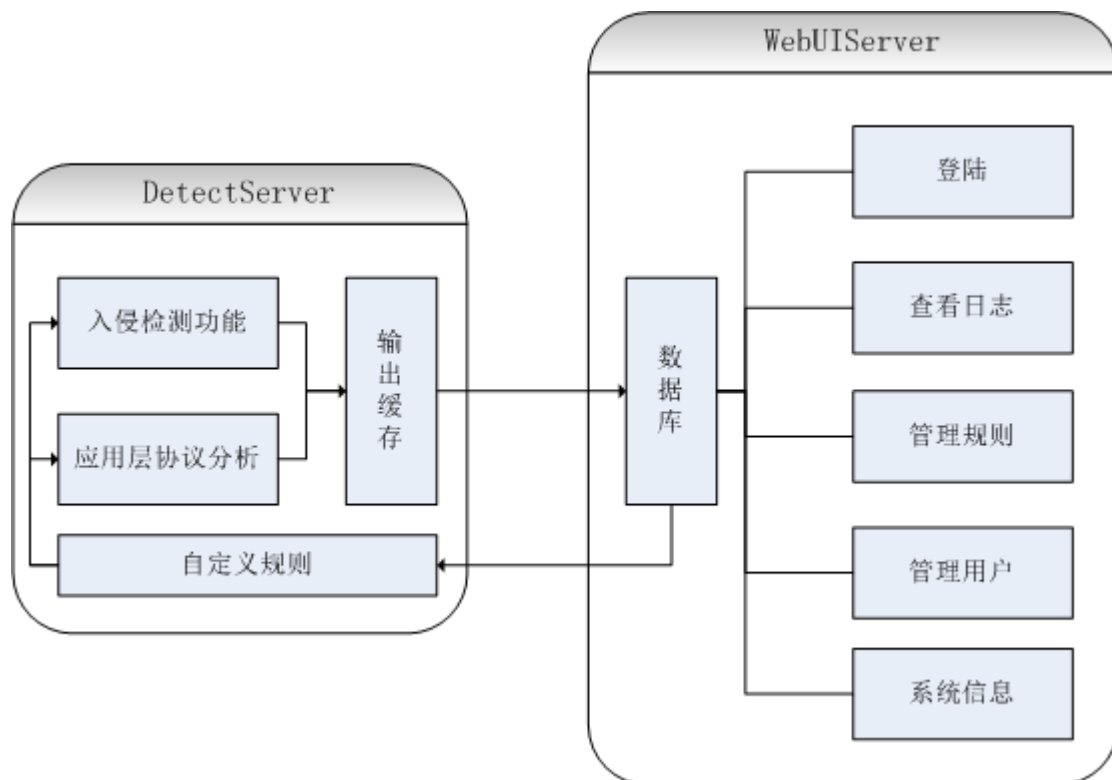 WebUIServer
DetectServer
登陆
入侵检测功能
输出缓存
数据库
查看日志
应用层协议分析
管理规则
自定义规则
管理用户
系统信息